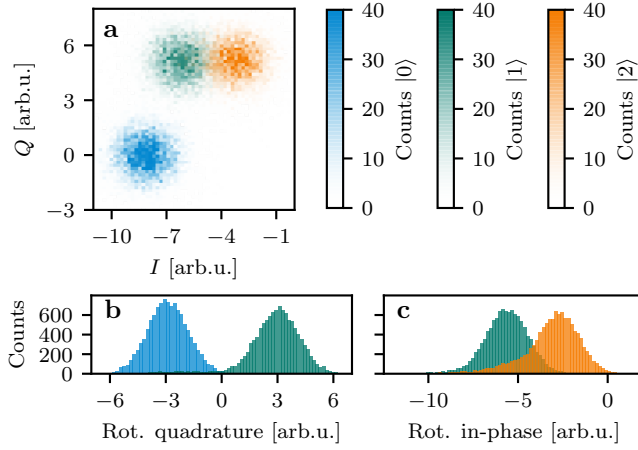 a
6
3
0
−3
Q [arb.u.]
−10 −7 −4 −1
I [arb.u.]
40
30
20
10
0
Counts |0⟩
40
30
20
10
0
Counts |1⟩
40
30
20
10
0
Counts |2⟩
b
600
400
200
0
Counts
−6 −3 0 3 6
Rot. quadrature [arb.u.]
c
−10 −5 0
Rot. in-phase [arb.u.]